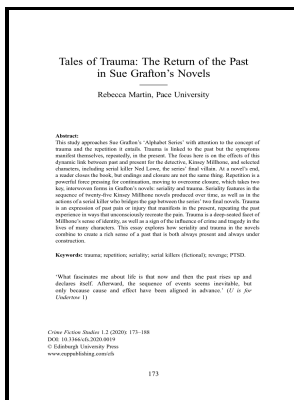 Tales of Trauma: The Return of the Past
in Sue Grafton's Novels
Rebecca Martin, Pace University
Abstract:
This study approaches Sue Grafton's 'Alphabet Series' with attention to the concept of
trauma and the repetition it entails. Trauma is linked to the past but the symptoms
manifest themselves, repeatedly, in the present. The focus here is on the effects of this
dynamic link between past and present for the detective, Kinsey Millhone, and selected
characters, including serial killer Ned Lowe, the series' final villain. At a novel's end,
a reader closes the book, but endings and closure are not the same thing. Repetition is a
powerful force pressing for continuation, moving to overcome closure, which takes two
key, interwoven forms in Grafton's novels: seriality and trauma. Seriality features in the
sequence of twenty-five Kinsey Millhone novels produced over time, as well as in the
actions of a serial killer who bridges the gap between the series' two final novels. Trauma
is an expression of past pain or injury that manifests in the present, repeating the past
experience in ways that unconsciously recreate the pain. Trauma is a deep-seated facet of
Millhone's sense of identity, as well as a sign of the influence of crime and tragedy in the
lives of many characters. This essay explores how seriality and trauma in the novels
combine to create a rich sense of a past that is both always present and always under
construction.
Keywords: trauma; repetition; seriality; serial killers (fictional); revenge; PTSD.
'What fascinates me about life is that now and then the past rises up and
declares itself. Afterward, the sequence of events seems inevitable, but
only because cause and effect have been aligned in advance.' (U is for
Undertow 1)
Crime Fiction Studies 1.2 (2020): 173–188
DOI: 10.3366/cfs.2020.0019
© Edinburgh University Press
www.euppublishing.com/cfs
173